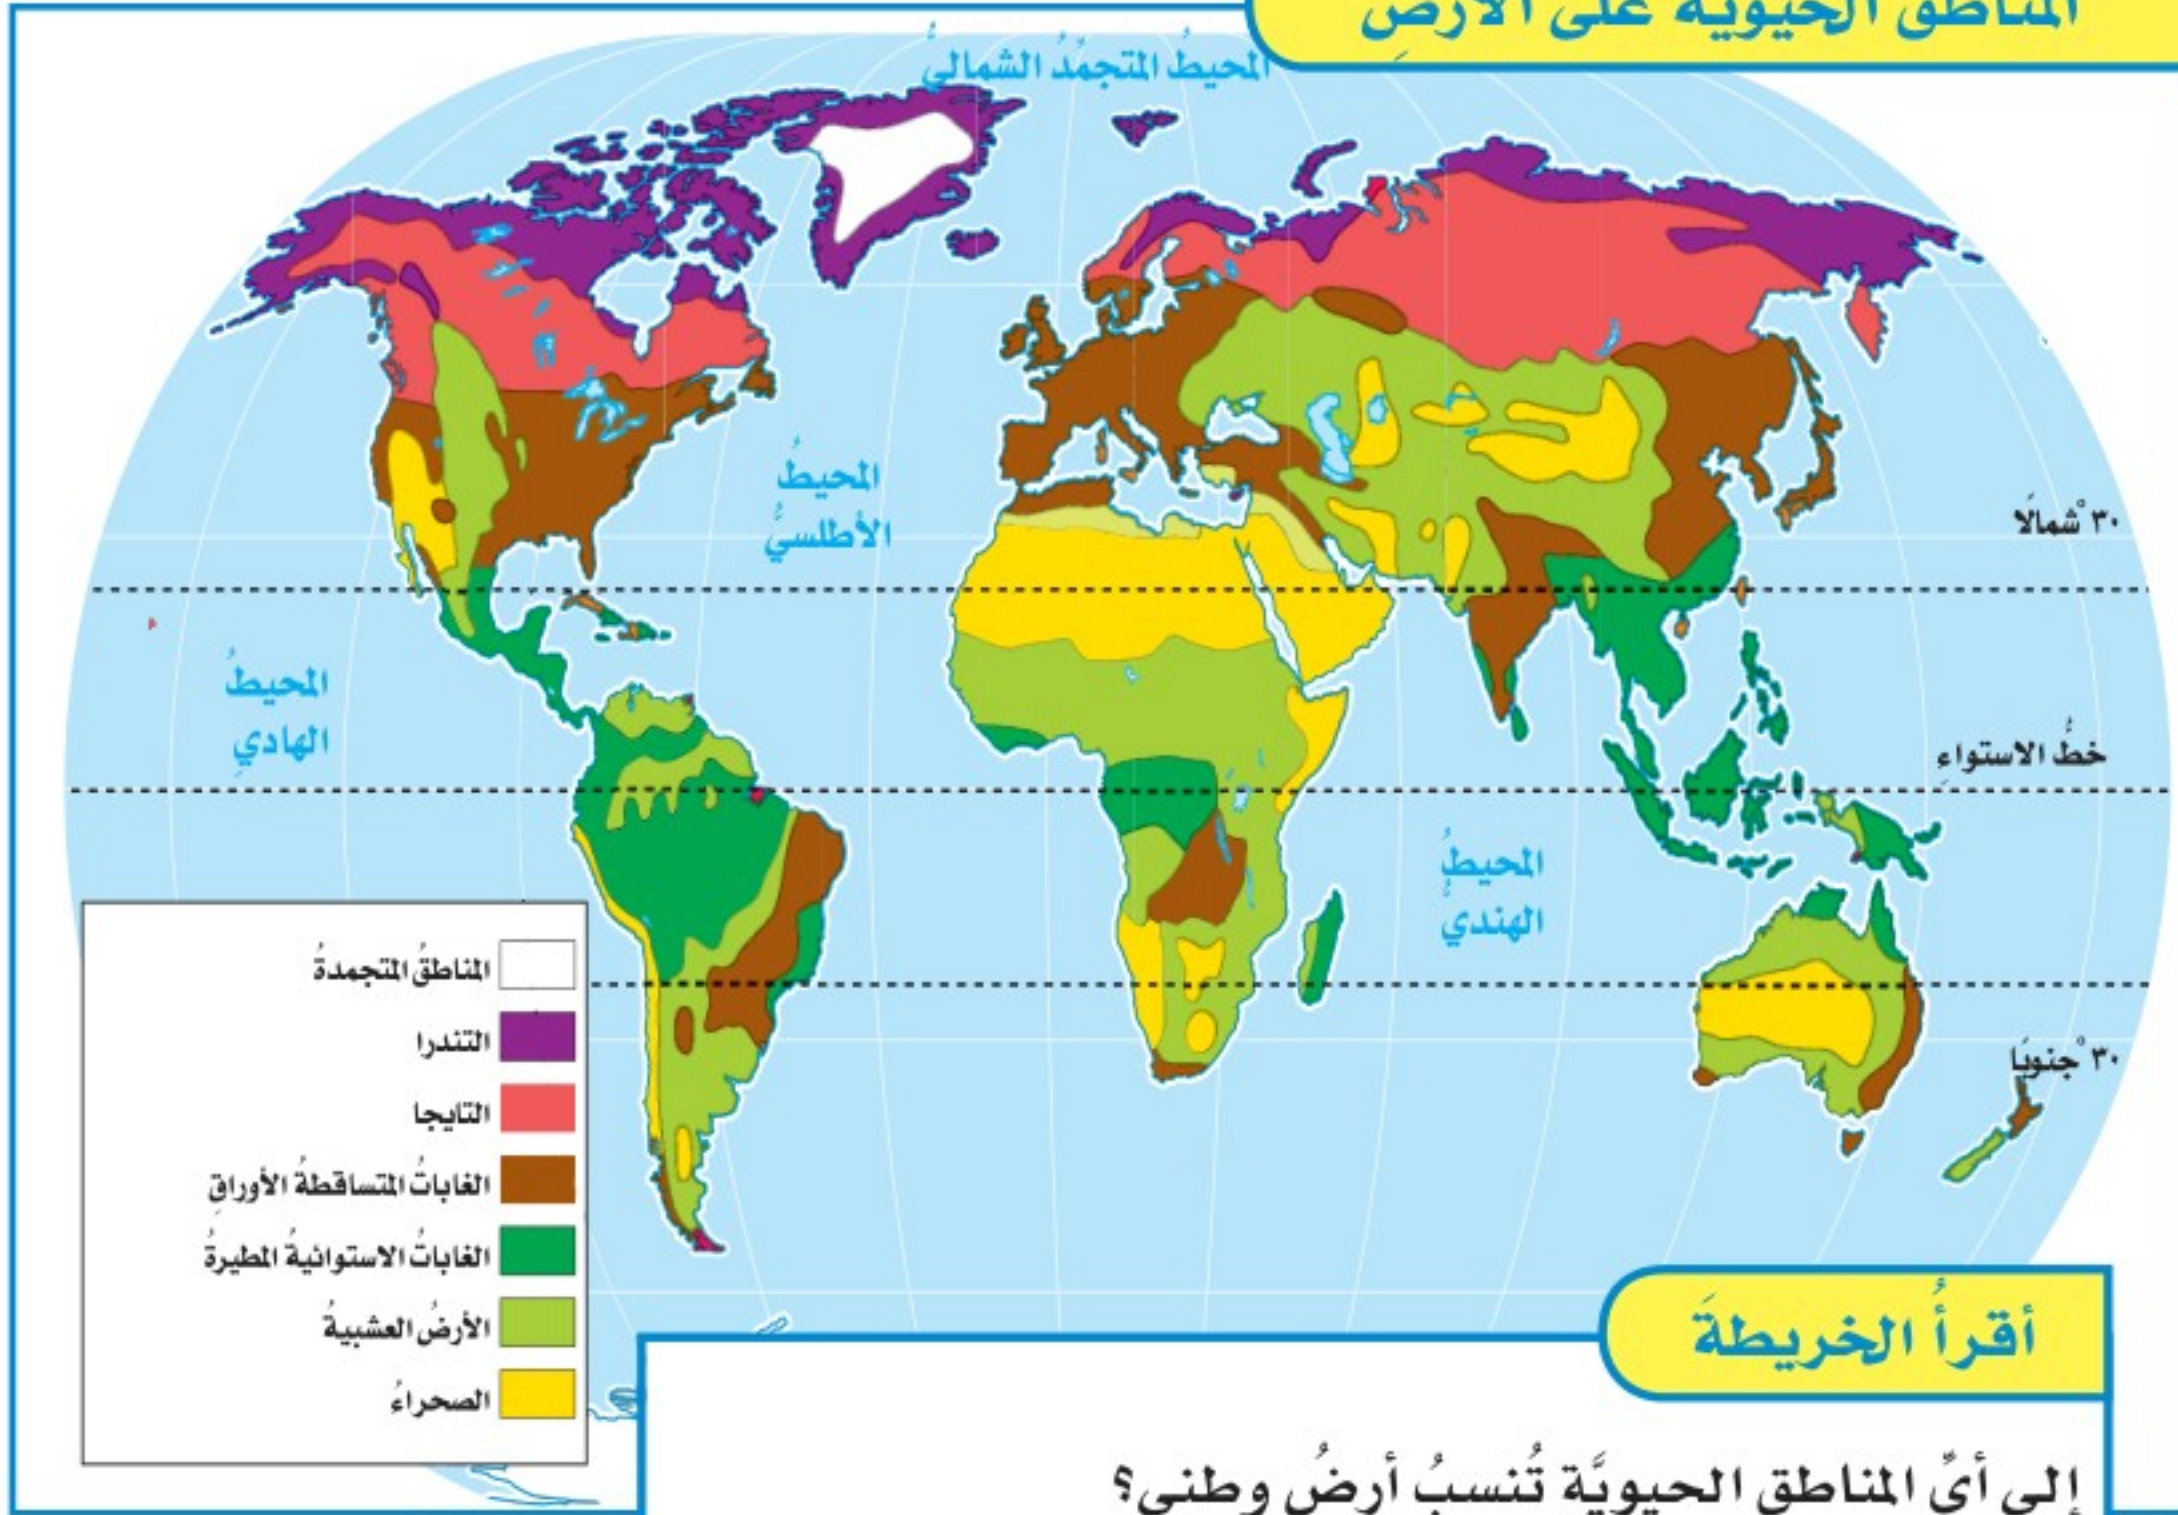 المناطق الحيوية على الأرضِ
المحيطُ المتجمِّدُ الشماليُّ
المحيطُ
الأطلسيُّ
٣٠ ْشمالًا
المحيطُ
الهاديِ
خطُّ الاستواءِ
المحيطُ
الهنديُّ
٣٠ ْجنوبًا
المناطقُ المتجمدةُ
التندرا
التايجا
الغاباتُ المتساقطةُ الأوراقِ
الغاباتُ الاستوائيةُ المطيرةُ
الأرضُ العشبيةُ
الصحراءُ
أقرأُ الخريطةَ
إلى أيِّ المناطق الحيويَّة تُنسبُ أرضُ وطني؟